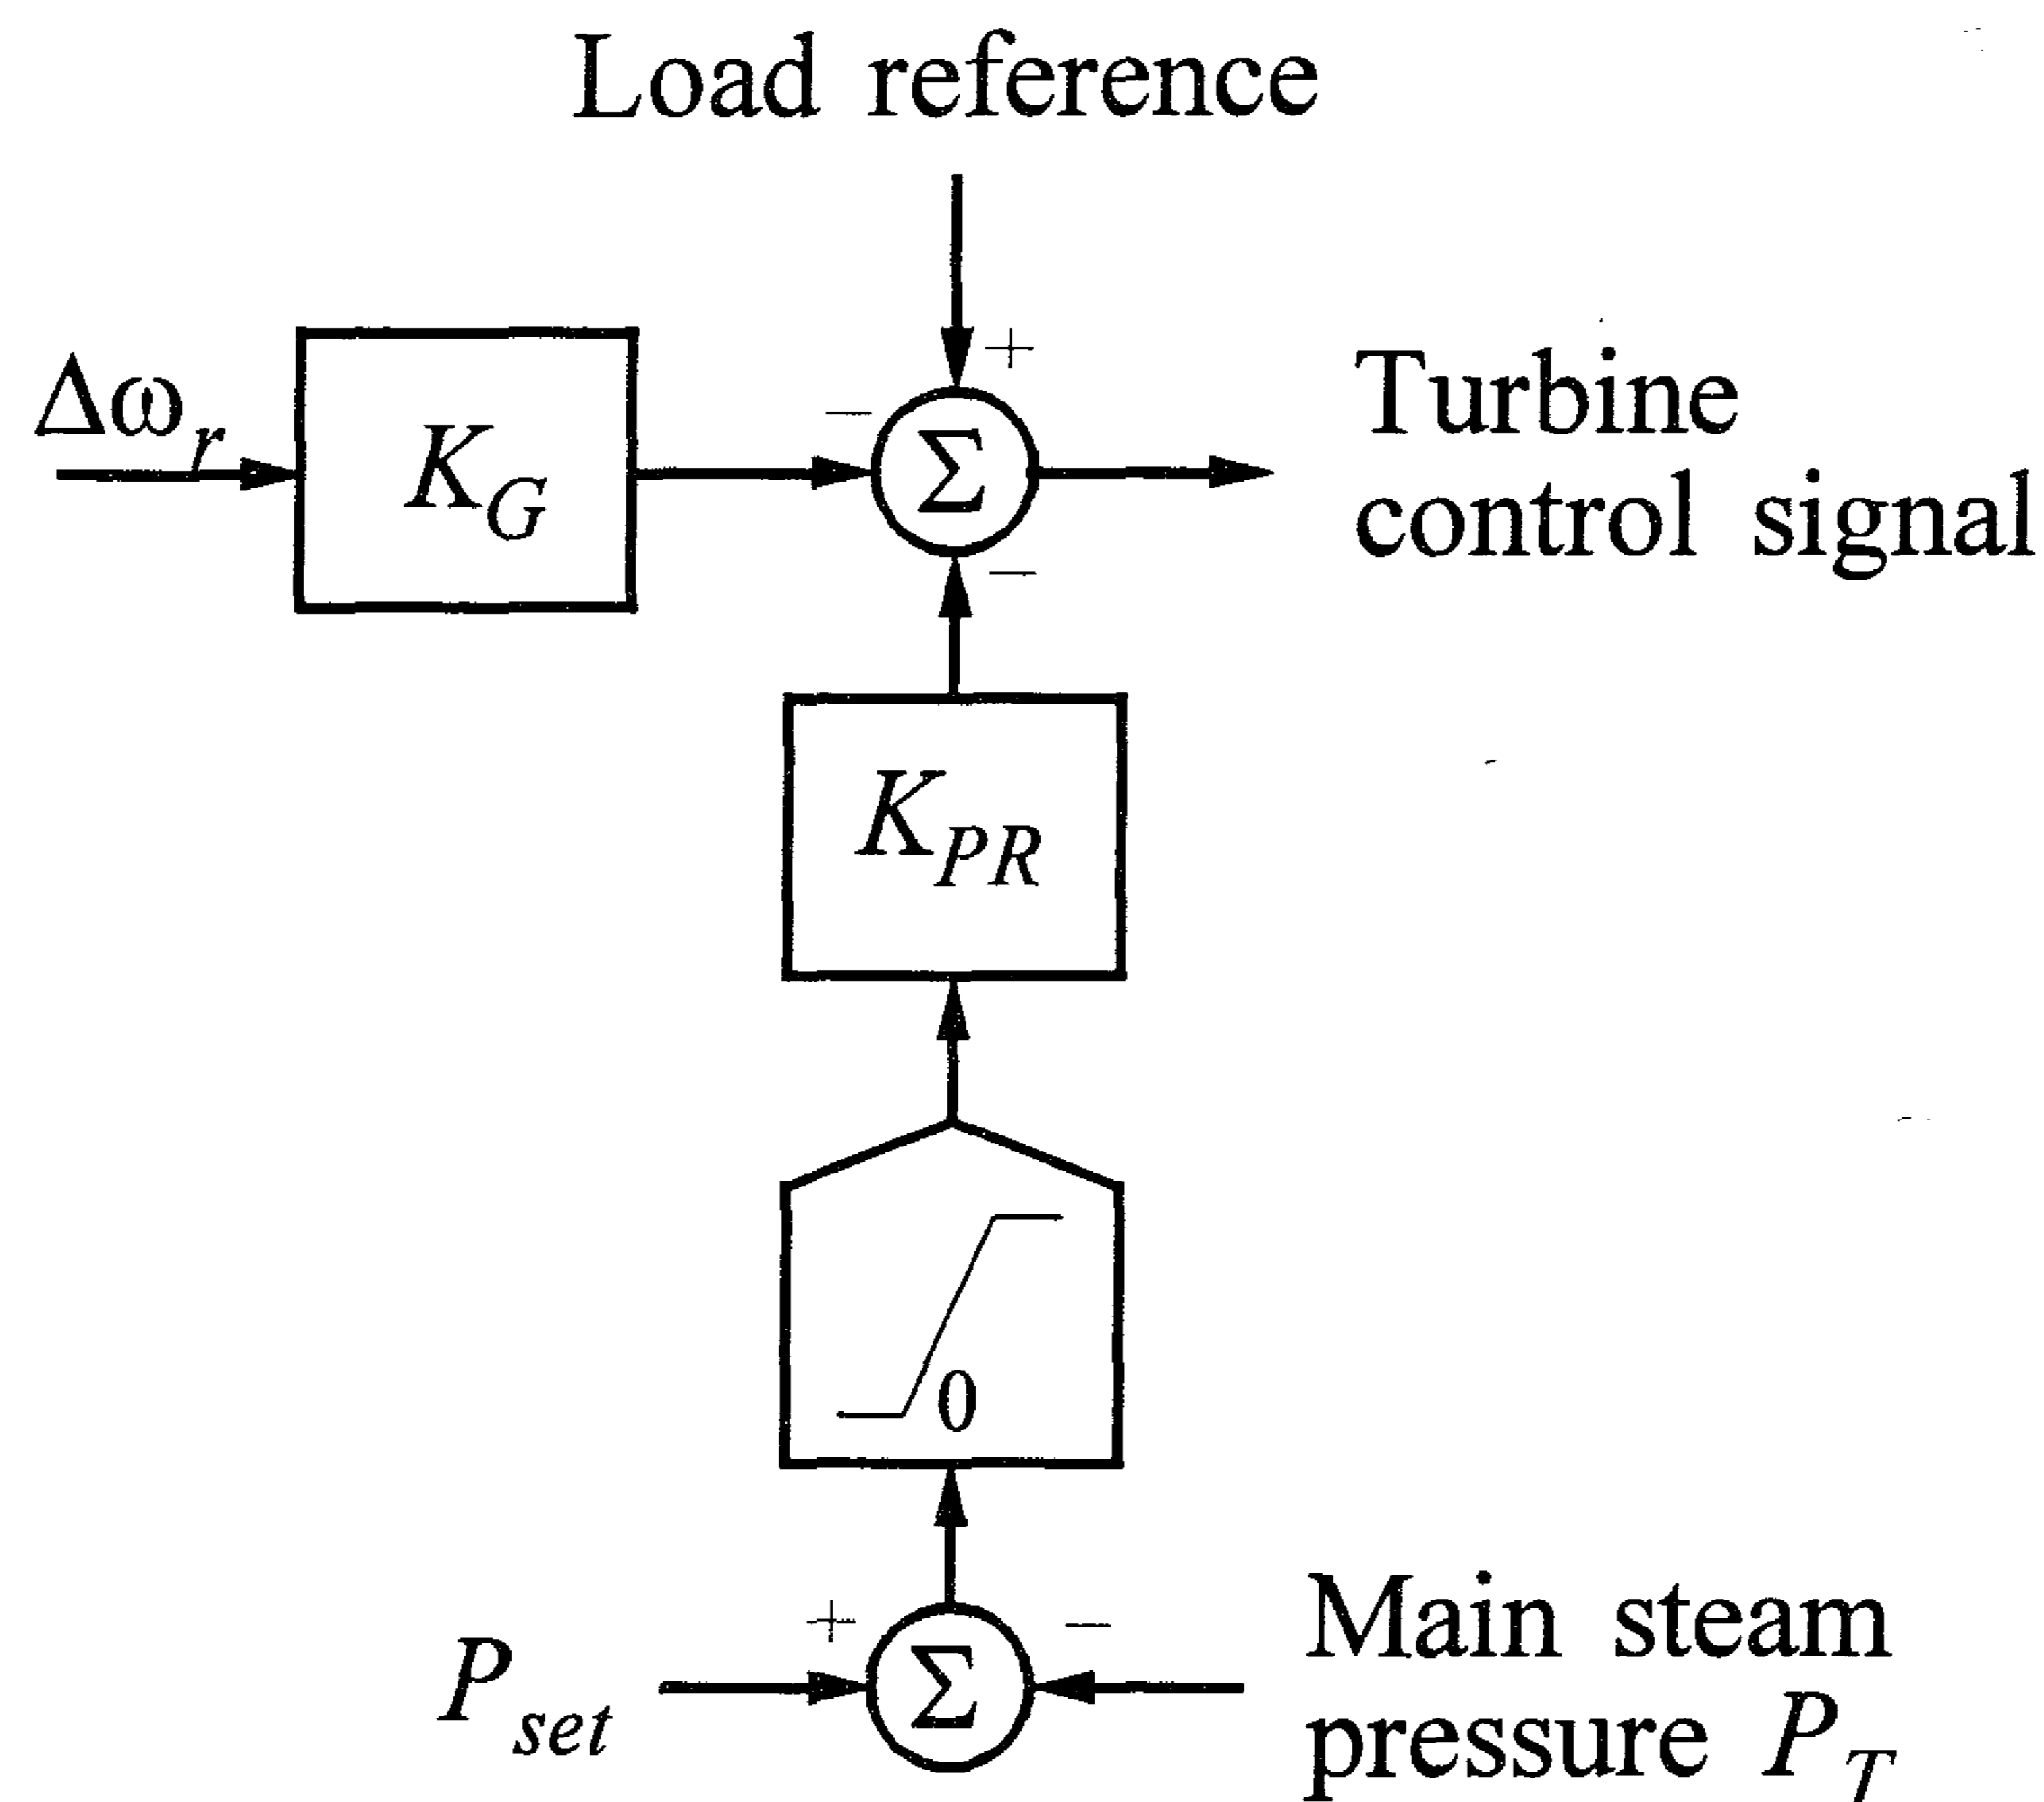 Load reference
+
Δω_r
K_G
−
Σ
Turbine
control signal
−
K_PR
0
+
−
P_set
Σ
Main steam
pressure P_T